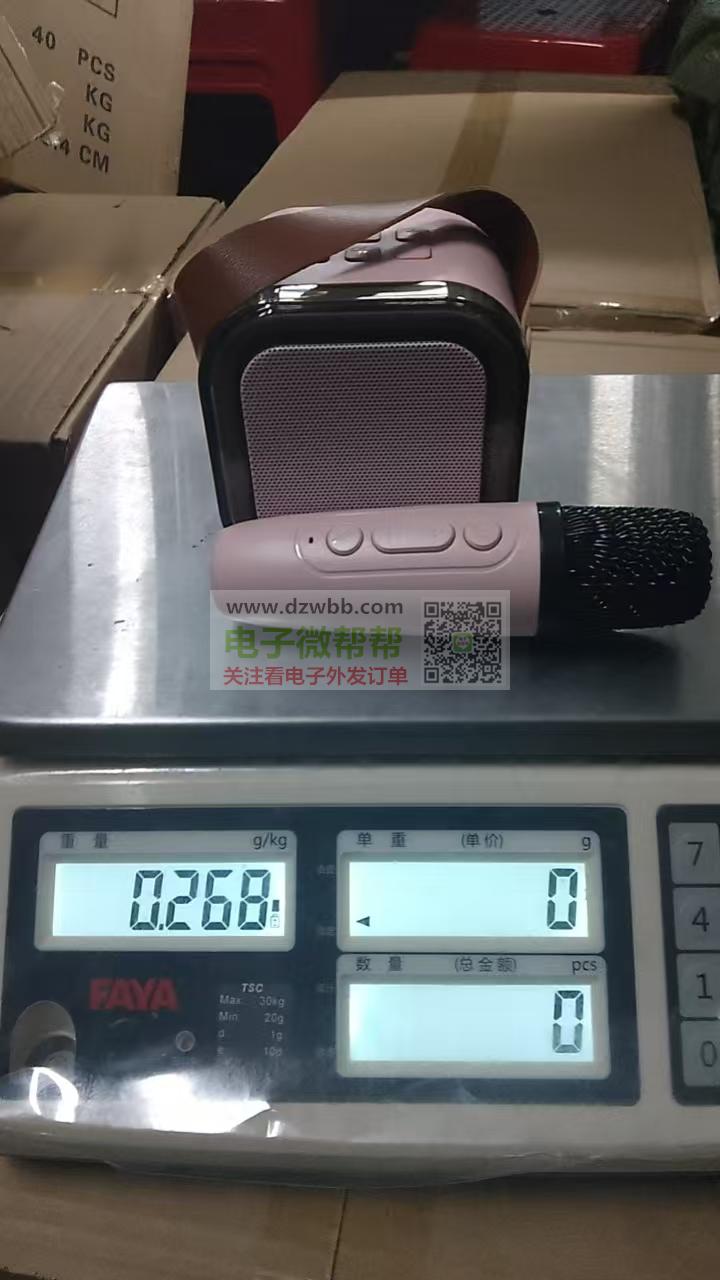 40 PCS
KG
KG
CM
www.dzwbb.com
电子微帮帮
关注看电子外发订单
重 量 g/kg
0.268
单 重 (单价) g
0
数 量 (总金额) pcs
0
FAYA
TSC
Max 30kg
Min 20g
d 1g
10d
7
4
1
0